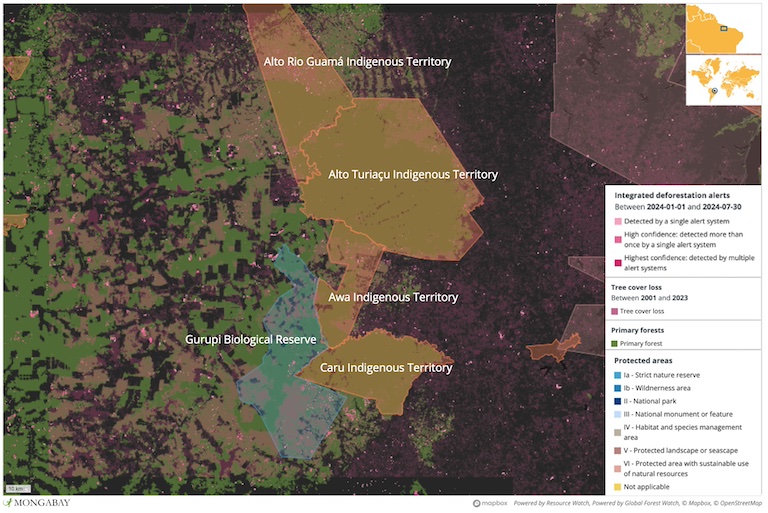 Alto Rio Guamá Indigenous Territory
Alto Turiaçu Indigenous Territory
Awa Indigenous Territory
Gurupi Biological Reserve
Caru Indigenous Territory
Integrated deforestation alerts
Between 2024-01-01 and 2024-07-30
Detected by a single alert system
High confidence: detected more than
once by a single alert system
Highest confidence: detected by multiple
alert systems
Tree cover loss
Between 2001 and 2023
Tree cover loss
Primary forests
Primary forest
Protected areas
Ia - Strict nature reserve
Ib - Wildnerness area
II - National park
III - National monument or feature
IV - Habitat and species management
area
V - Protected landscape or seascape
VI - Protected area with sustainable use
of natural resources
Not applicable
10 km
MONGABAY
mapbox Powered by Resource Watch, Powered by Global Forest Watch, © Mapbox, © OpenStreetMap